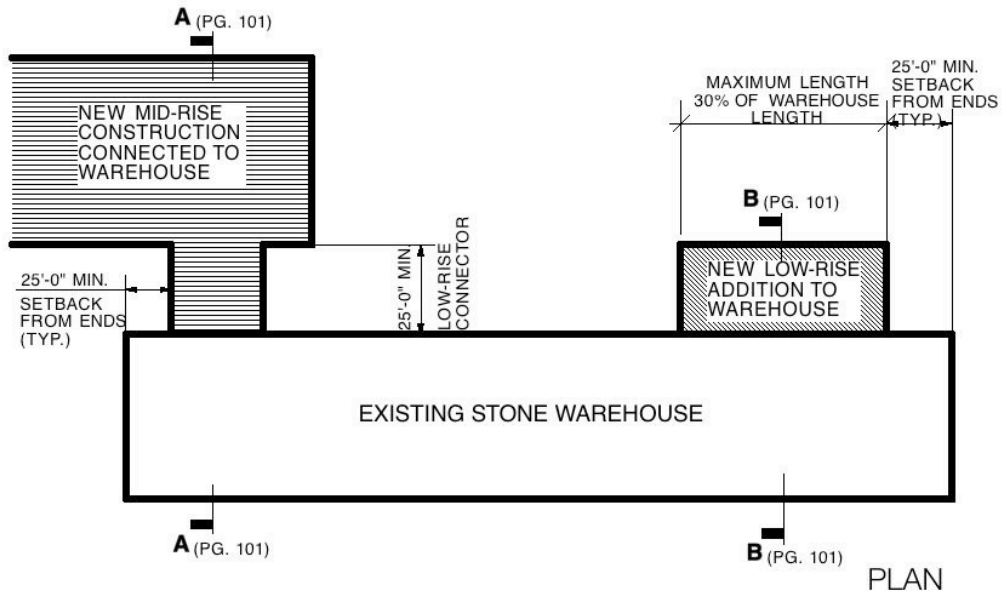 A (PG. 101)
NEW MID-RISE
CONSTRUCTION
CONNECTED TO
WAREHOUSE
MAXIMUM LENGTH
30% OF WAREHOUSE
LENGTH
25'-0" MIN.
SETBACK
FROM ENDS
(TYP.)
B (PG. 101)
25'-0" MIN.
SETBACK
FROM ENDS
(TYP.)
25'-0" MIN.
LOW-RISE
CONNECTOR
NEW LOW-RISE
ADDITION TO
WAREHOUSE
EXISTING STONE WAREHOUSE
A (PG. 101)
B (PG. 101)
PLAN